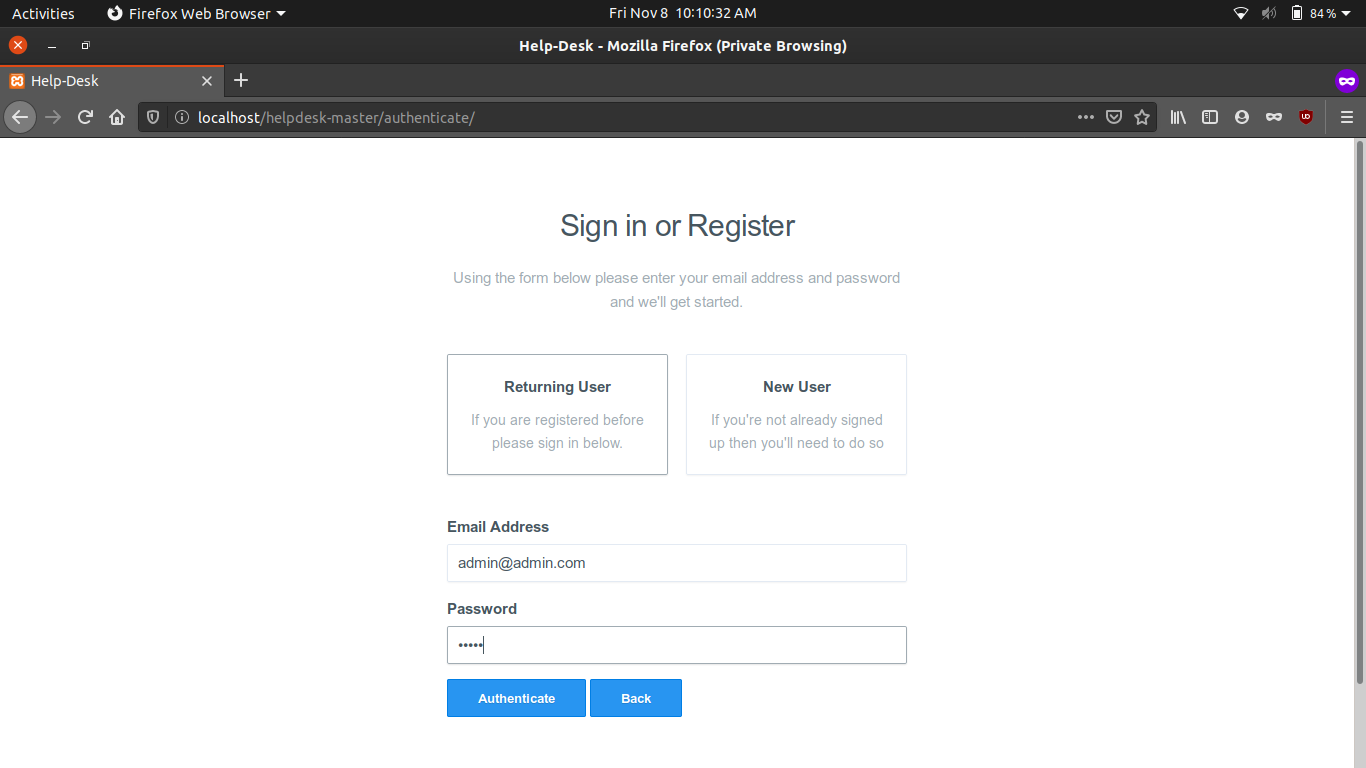 Activities Firefox Web Browser Fri Nov 8 10:10:32 AM 84 %
Help-Desk - Mozilla Firefox (Private Browsing)
Help-Desk
localhost/helpdesk-master/authenticate/
Sign in or Register
Using the form below please enter your email address and password
and we'll get started.
Returning User
If you are registered before
please sign in below.
New User
If you're not already signed
up then you'll need to do so
Email Address
admin@admin.com
Password
•••••
Authenticate Back